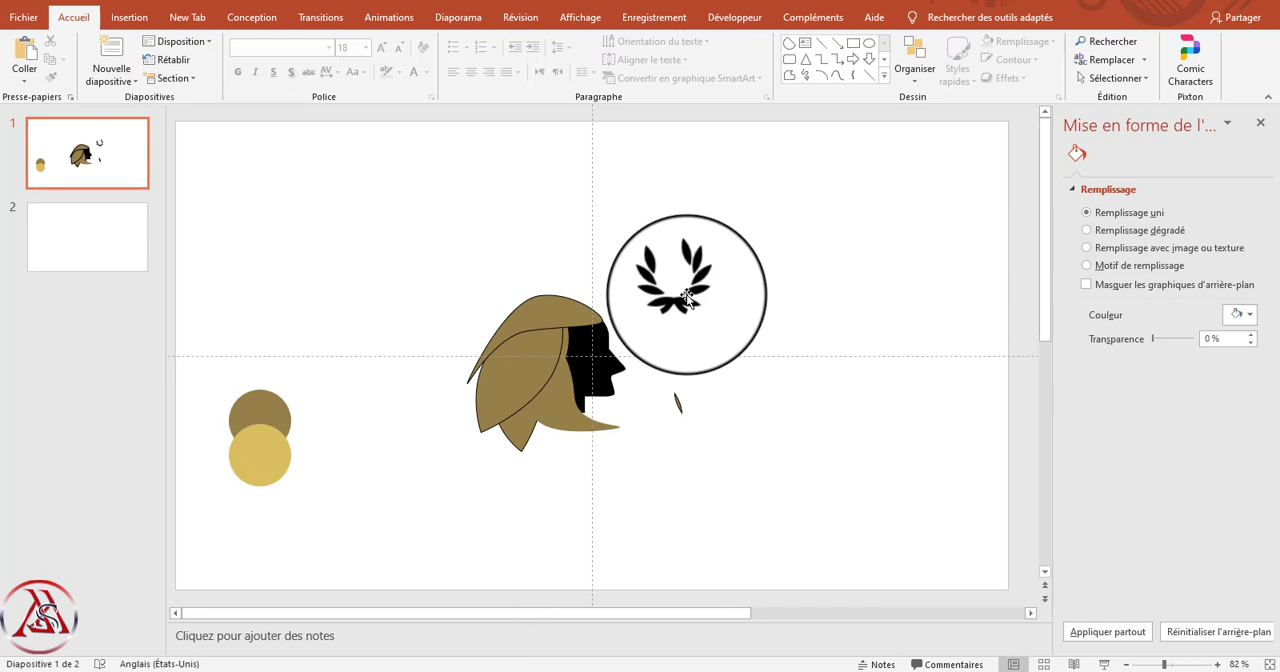 Fichier Accueil Insertion New Tab Conception Transitions Animations Diaporama Révision Affichage Enregistrement Développeur Compléments Aide Rechercher des outils adaptés Partager
Coller
Nouvelle
diapositive
Disposition
Rétablir
Section
18
G I S S abc AV Aa A
Orientation du texte
Aligner le texte
Convertir en graphique SmartArt
Organiser
Styles
rapides
Remplissage
Contour
Effets
Rechercher
Remplacer
Sélectionner
Comic
Characters
Presse-papiers Diapositives Police Paragraphe Dessin Édition Pixton
1
2
Mise en forme de l'...
Remplissage
Remplissage uni
Remplissage dégradé
Remplissage avec image ou texture
Motif de remplissage
Masquer les graphiques d'arrière-plan
Couleur
Transparence 0 %
Appliquer partout Réinitialiser l'arrière-plan
Cliquez pour ajouter des notes
Diapositive 1 de 2 Anglais (États-Unis) Notes Commentaires 82 %